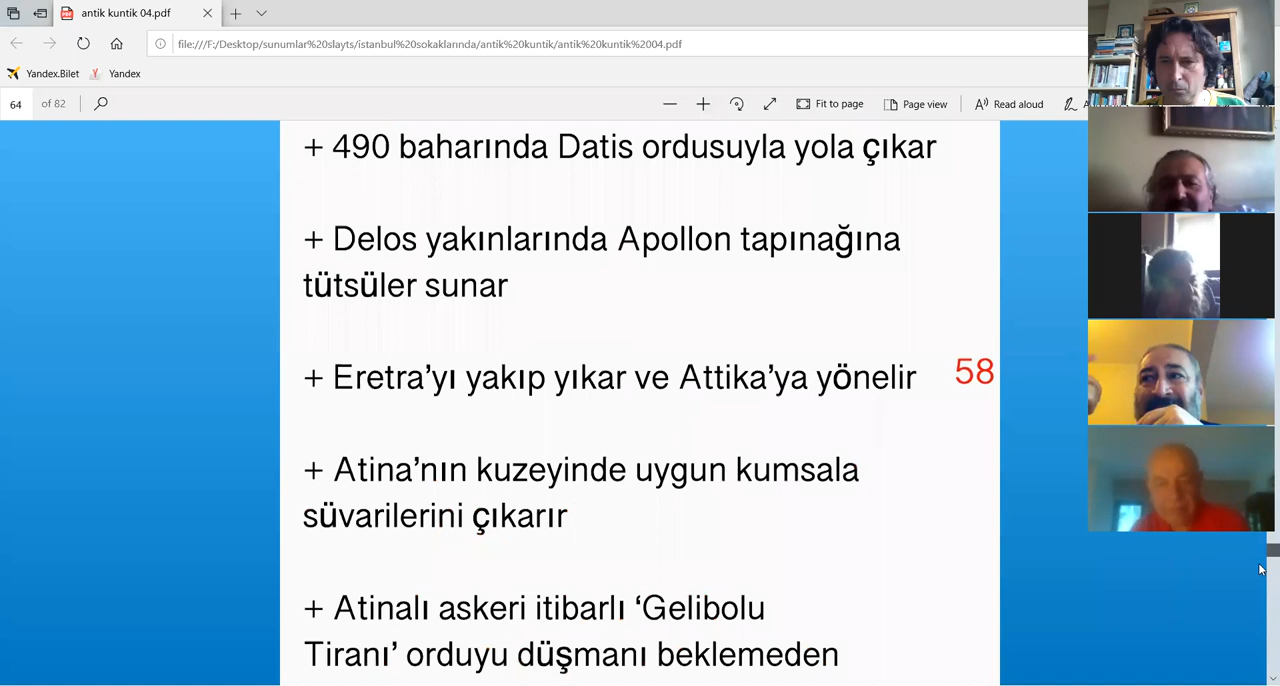 antik kuntik 04.pdf
file:///F:/Desktop/sunumlar%20slayts/istanbul%20sokaklarında/antik%20kuntik/antik%20kuntik%2004.pdf
Yandex.Bilet Yandex
64 of 82 Fit to page Page view Read aloud
+ 490 baharında Datis ordusuyla yola çıkar
+ Delos yakınlarında Apollon tapınağına
tütsüler sunar
+ Eretra’yı yakıp yıkar ve Attika’ya yönelir 58
+ Atina’nın kuzeyinde uygun kumsala
süvarilerini çıkarır
+ Atinalı askeri itibarlı ‘Gelibolu
Tiranı’ orduyu düşmanı beklemeden